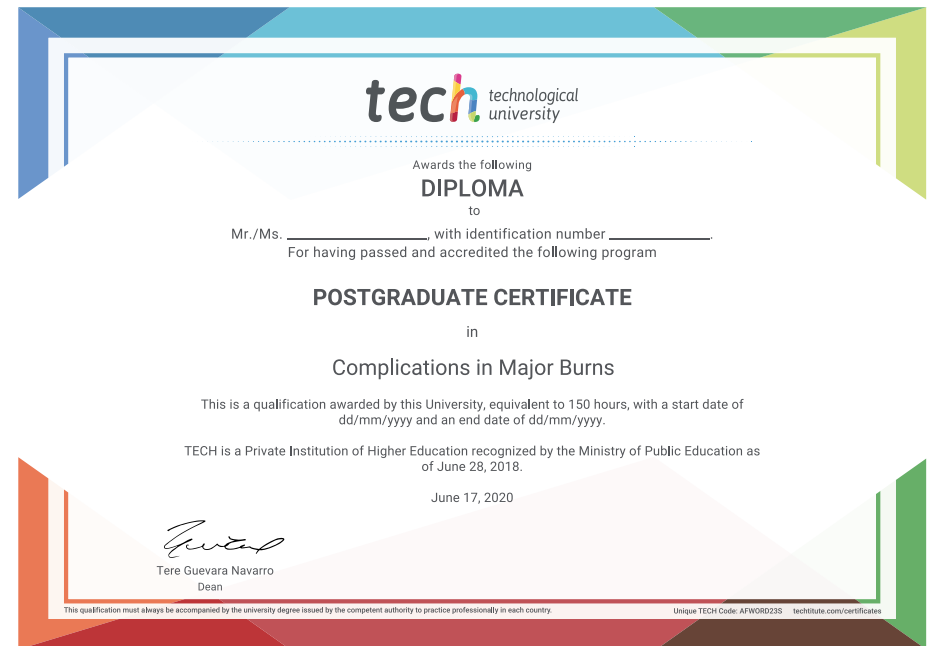 tech technological
university
Awards the following
DIPLOMA
to
Mr./Ms. ____________________, with identification number ______________.
For having passed and accredited the following program
POSTGRADUATE CERTIFICATE
in
Complications in Major Burns
This is a qualification awarded by this University, equivalent to 150 hours, with a start date of
dd/mm/yyyy and an end date of dd/mm/yyyy.
TECH is a Private Institution of Higher Education recognized by the Ministry of Public Education as
of June 28, 2018.
June 17, 2020
Tere Guevara Navarro
Dean
This qualification must always be accompanied by the university degree issued by the competent authority to practice professionally in each country.
Unique TECH Code: AFWORD23S techtitute.com/certificates